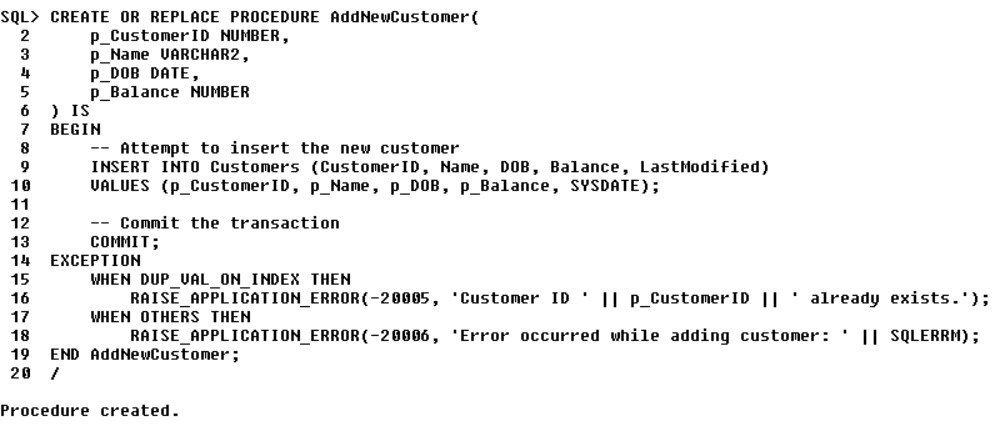 SQL> CREATE OR REPLACE PROCEDURE AddNewCustomer(
  2      p_CustomerID NUMBER,
  3      p_Name VARCHAR2,
  4      p_DOB DATE,
  5      p_Balance NUMBER
  6  ) IS
  7  BEGIN
  8      -- Attempt to insert the new customer
  9      INSERT INTO Customers (CustomerID, Name, DOB, Balance, LastModified)
 10      VALUES (p_CustomerID, p_Name, p_DOB, p_Balance, SYSDATE);
 11
 12      -- Commit the transaction
 13      COMMIT;
 14  EXCEPTION
 15      WHEN DUP_VAL_ON_INDEX THEN
 16          RAISE_APPLICATION_ERROR(-20005, 'Customer ID ' || p_CustomerID || ' already exists.');
 17      WHEN OTHERS THEN
 18          RAISE_APPLICATION_ERROR(-20006, 'Error occurred while adding customer: ' || SQLERRM);
 19  END AddNewCustomer;
 20  /

Procedure created.